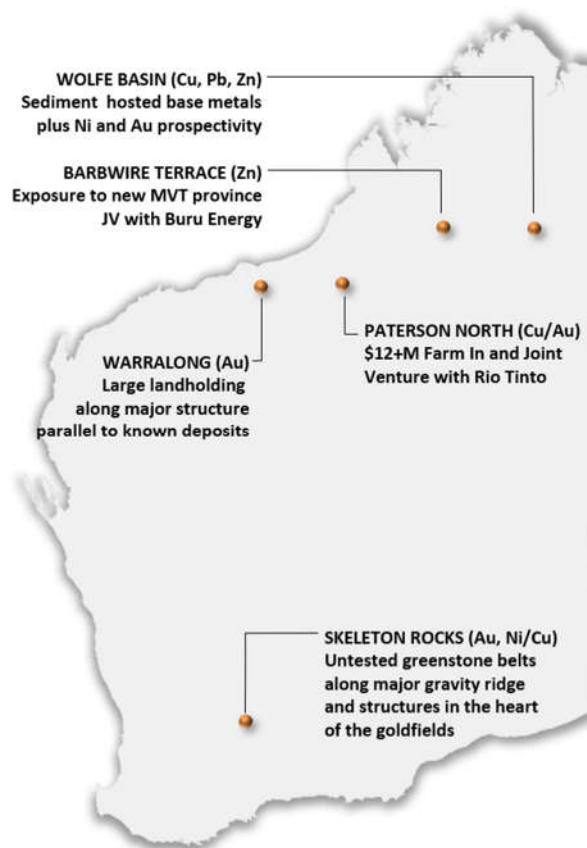 WOLFE BASIN (Cu, Pb, Zn)
Sediment hosted base metals
plus Ni and Au prospectivity
BARBWIRE TERRACE (Zn)
Exposure to new MVT province
JV with Buru Energy
PATERSON NORTH (Cu/Au)
$12+M Farm In and Joint
Venture with Rio Tinto
WARRALONG (Au)
Large landholding
along major structure
parallel to known deposits
SKELETON ROCKS (Au, Ni/Cu)
Untested greenstone belts
along major gravity ridge
and structures in the heart
of the goldfields